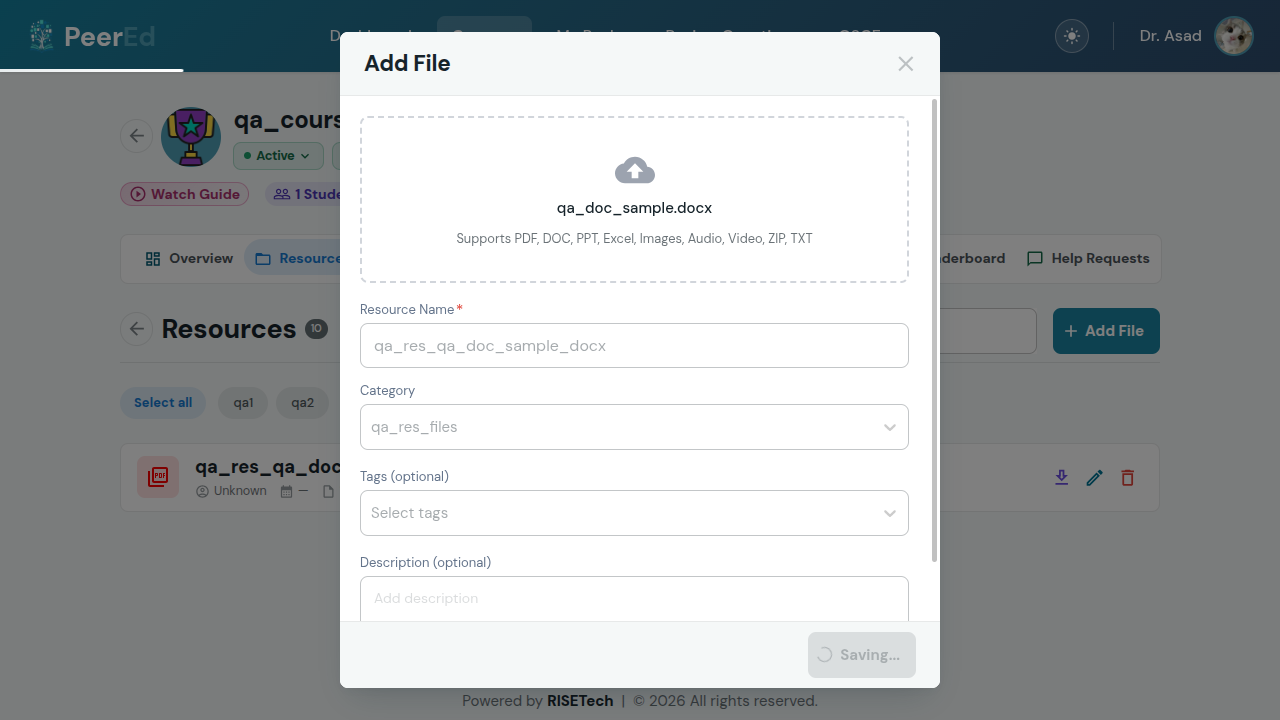 PeerEd
Dr. Asad
Add File
qa_cours
Active
Watch Guide
1 Stude
qa_doc_sample.docx
Supports PDF, DOC, PPT, Excel, Images, Audio, Video, ZIP, TXT
Overview
Resource
derboard
Help Requests
Resources 10
Add File
Resource Name*
qa_res_qa_doc_sample_docx
Category
qa_res_files
Select all
qa1
qa2
Tags (optional)
Select tags
PDF
qa_res_qa_doc
Unknown
—
Description (optional)
Add description
Saving...
Powered by RISETech | © 2026 All rights reserved.